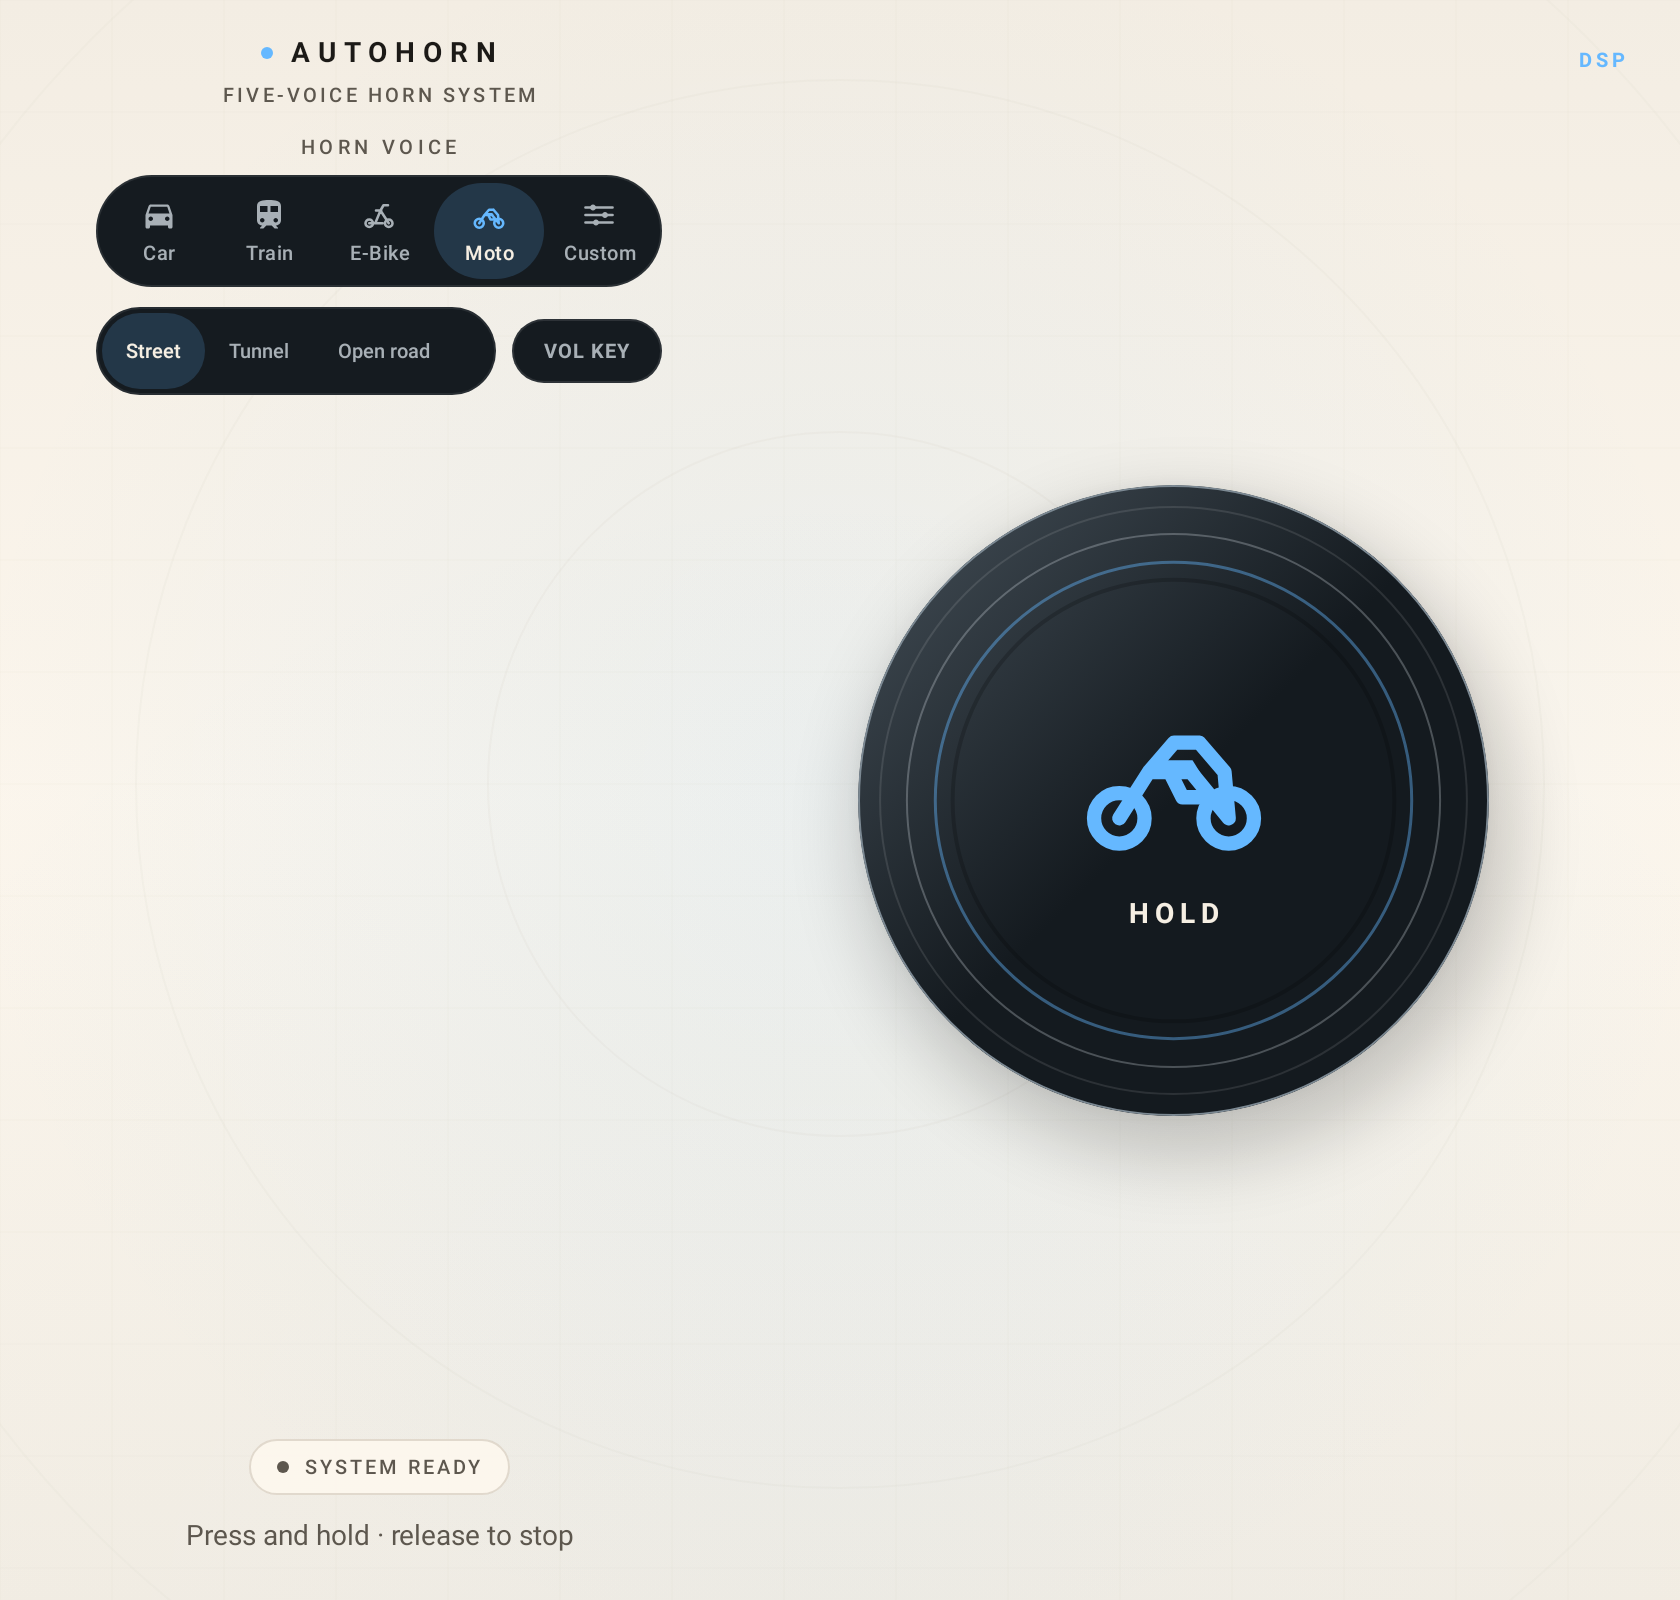 AUTOHORN
DSP
FIVE-VOICE HORN SYSTEM
HORN VOICE
Car Train E-Bike Moto Custom
Street Tunnel Open road VOL KEY
HOLD
SYSTEM READY
Press and hold · release to stop